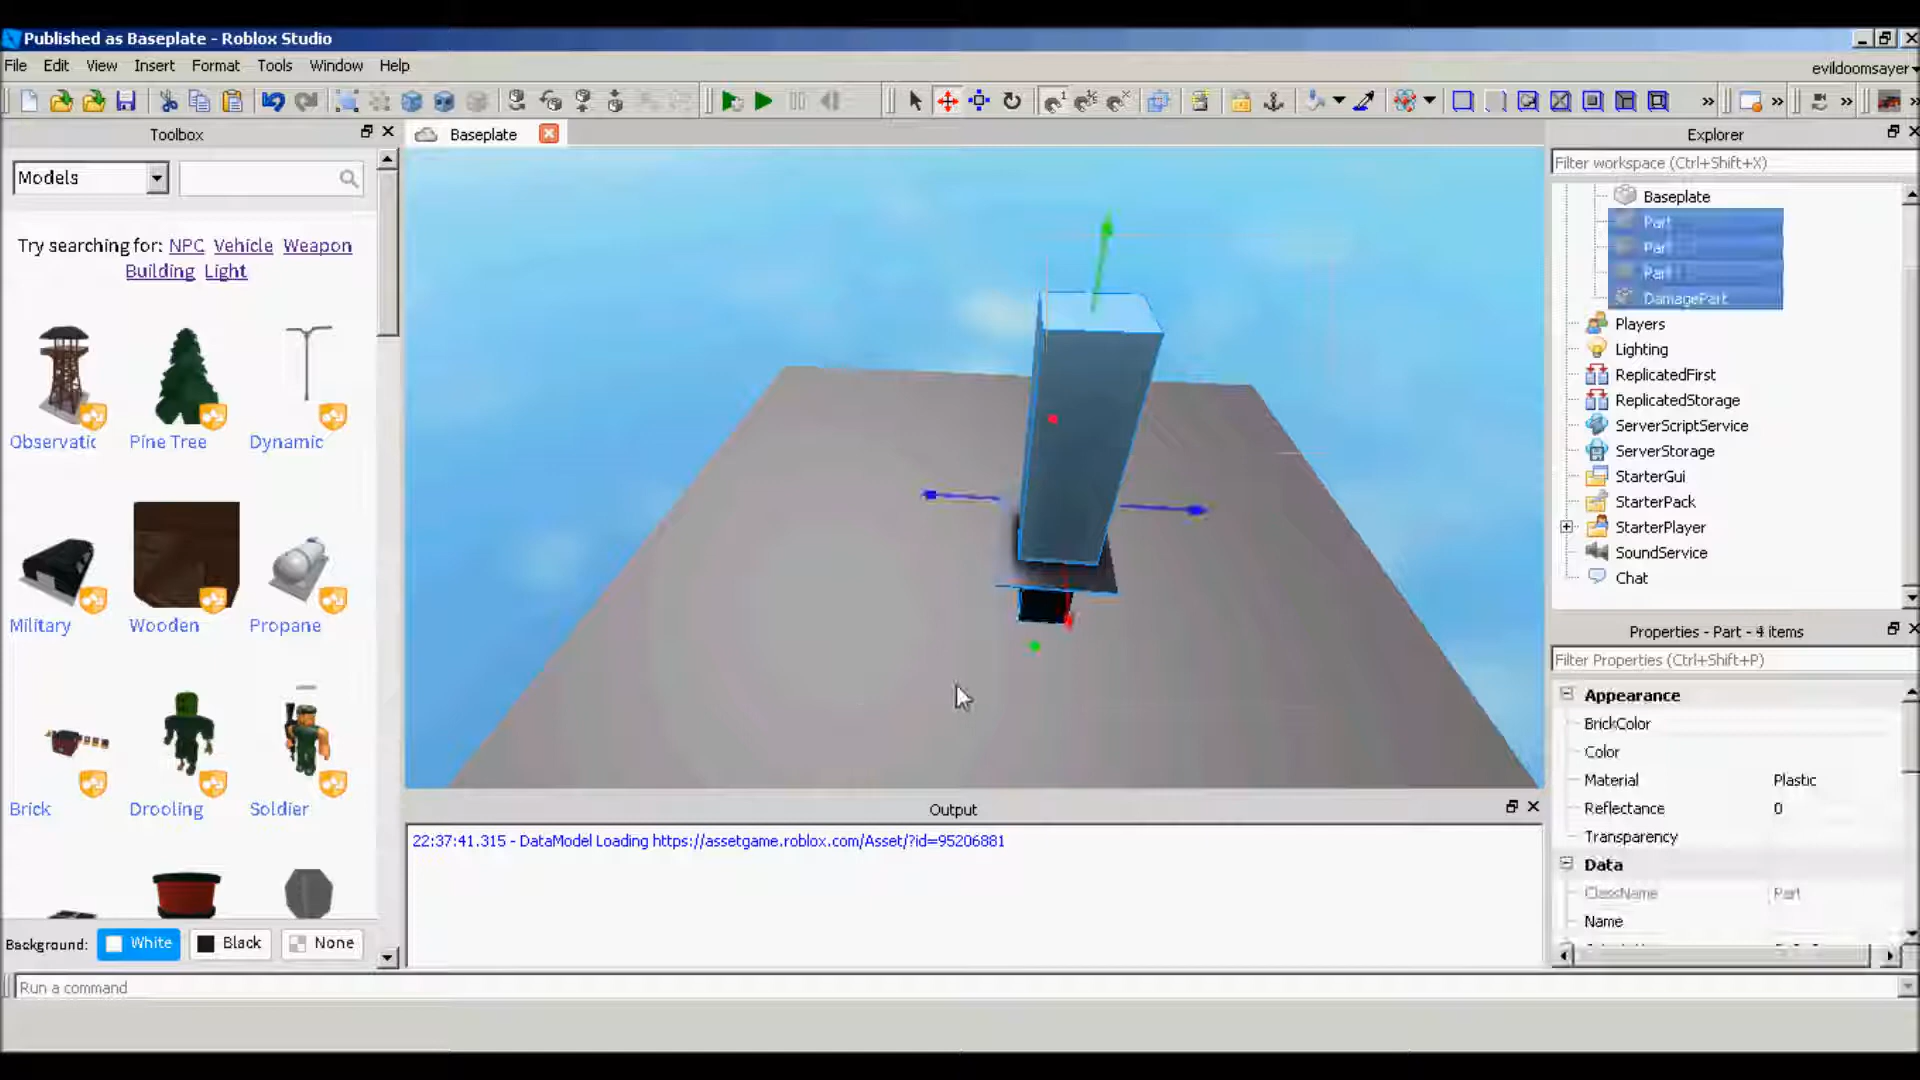 Published as Baseplate - Roblox Studio
File Edit View Insert Format Tools Window Help
evildoomsayer
Toolbox
Models
Try searching for: NPC Vehicle Weapon
Building Light
Observatic Pine Tree Dynamic
Military Wooden Propane
Brick Drooling Soldier
Background: White Black None
Baseplate
Output
22:37:41.315 - DataModel Loading https://assetgame.roblox.com/Asset/?id=95206881
Explorer
Filter workspace (Ctrl+Shift+X)
Baseplate
Part
Part
Part
DamagePart
Players
Lighting
ReplicatedFirst
ReplicatedStorage
ServerScriptService
ServerStorage
StarterGui
StarterPack
StarterPlayer
SoundService
Chat
Properties - Part - 4 items
Filter Properties (Ctrl+Shift+P)
Appearance
BrickColor
Color
Material Plastic
Reflectance 0
Transparency
Data
ClassName Part
Name
Run a command